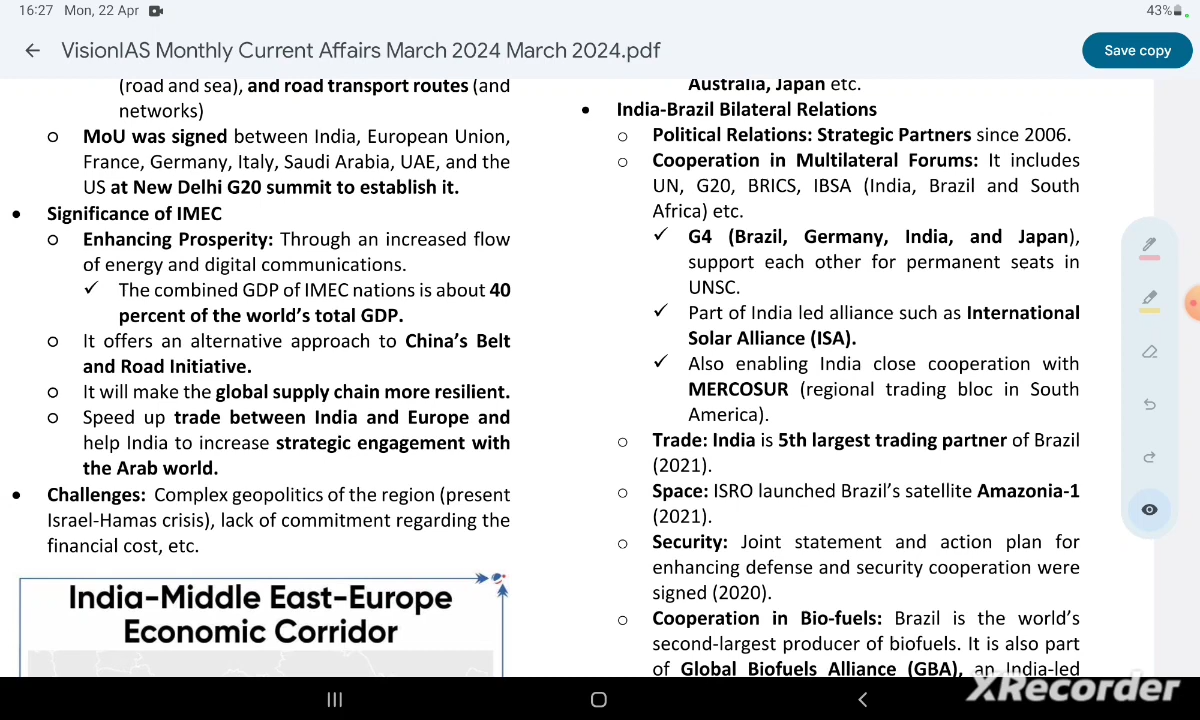 16:27 Mon, 22 Apr
43%
VisionIAS Monthly Current Affairs March 2024 March 2024.pdf
Save copy
(road and sea), and road transport routes (and
networks)
o MoU was signed between India, European Union,
France, Germany, Italy, Saudi Arabia, UAE, and the
US at New Delhi G20 summit to establish it.
• Significance of IMEC
o Enhancing Prosperity: Through an increased flow
of energy and digital communications.
✓ The combined GDP of IMEC nations is about 40
percent of the world's total GDP.
o It offers an alternative approach to China's Belt
and Road Initiative.
o It will make the global supply chain more resilient.
o Speed up trade between India and Europe and
help India to increase strategic engagement with
the Arab world.
• Challenges: Complex geopolitics of the region (present
Israel-Hamas crisis), lack of commitment regarding the
financial cost, etc.
India-Middle East-Europe
Economic Corridor
Australia, Japan etc.
• India-Brazil Bilateral Relations
o Political Relations: Strategic Partners since 2006.
o Cooperation in Multilateral Forums: It includes
UN, G20, BRICS, IBSA (India, Brazil and South
Africa) etc.
✓ G4 (Brazil, Germany, India, and Japan),
support each other for permanent seats in
UNSC.
✓ Part of India led alliance such as International
Solar Alliance (ISA).
✓ Also enabling India close cooperation with
MERCOSUR (regional trading bloc in South
America).
o Trade: India is 5th largest trading partner of Brazil
(2021).
o Space: ISRO launched Brazil's satellite Amazonia-1
(2021).
o Security: Joint statement and action plan for
enhancing defense and security cooperation were
signed (2020).
o Cooperation in Bio-fuels: Brazil is the world's
second-largest producer of biofuels. It is also part
of Global Biofuels Alliance (GBA), an India-led
XRecorder